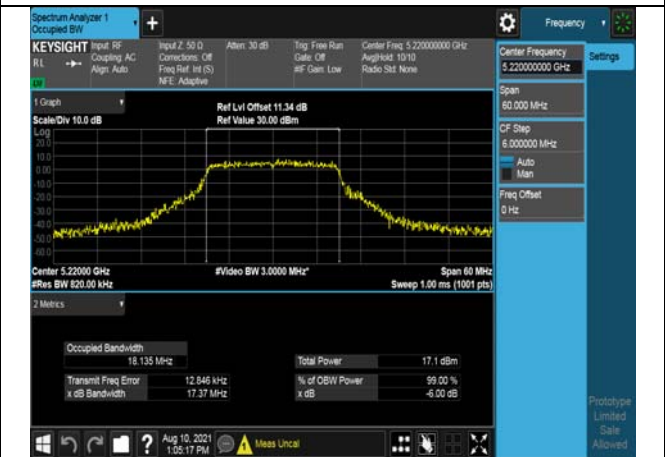 Spectrum Analyzer 1
Occupied BW
+
Frequency
KEYSIGHT
Input: RF
Coupling: AC
Align: Auto
RL
Input Z: 50 Ω
Corrections: Off
Freq Ref: Int (S)
NFE: Adaptive
Atten: 30 dB
Trig: Free Run
Gate: Off
#IF Gain: Low
Center Freq: 5.220000000 GHz
Avg|Hold: 10/10
Radio Std: None
Center Frequency
5.220000000 GHz
Settings
Span
60.000 MHz
CF Step
6.000000 MHz
Auto
Man
Freq Offset
0 Hz
1 Graph
Scale/Div 10.0 dB
Ref Lvl Offset 11.34 dB
Ref Value 30.00 dBm
Log
20.0
10.0
0.00
-10.0
-20.0
-30.0
-40.0
-50.0
-60.0
Center 5.22000 GHz
#Res BW 820.00 kHz
#Video BW 3.0000 MHz*
Span 60 MHz
Sweep 1.00 ms (1001 pts)
2 Metrics
Occupied Bandwidth
18.135 MHz
Total Power 17.1 dBm
Transmit Freq Error 12.846 kHz
% of OBW Power 99.00 %
x dB Bandwidth 17.37 MHz
x dB -6.00 dB
Prototype
Limited
Sale
Allowed
?
Aug 10, 2021
1:05:17 PM
Meas Uncal